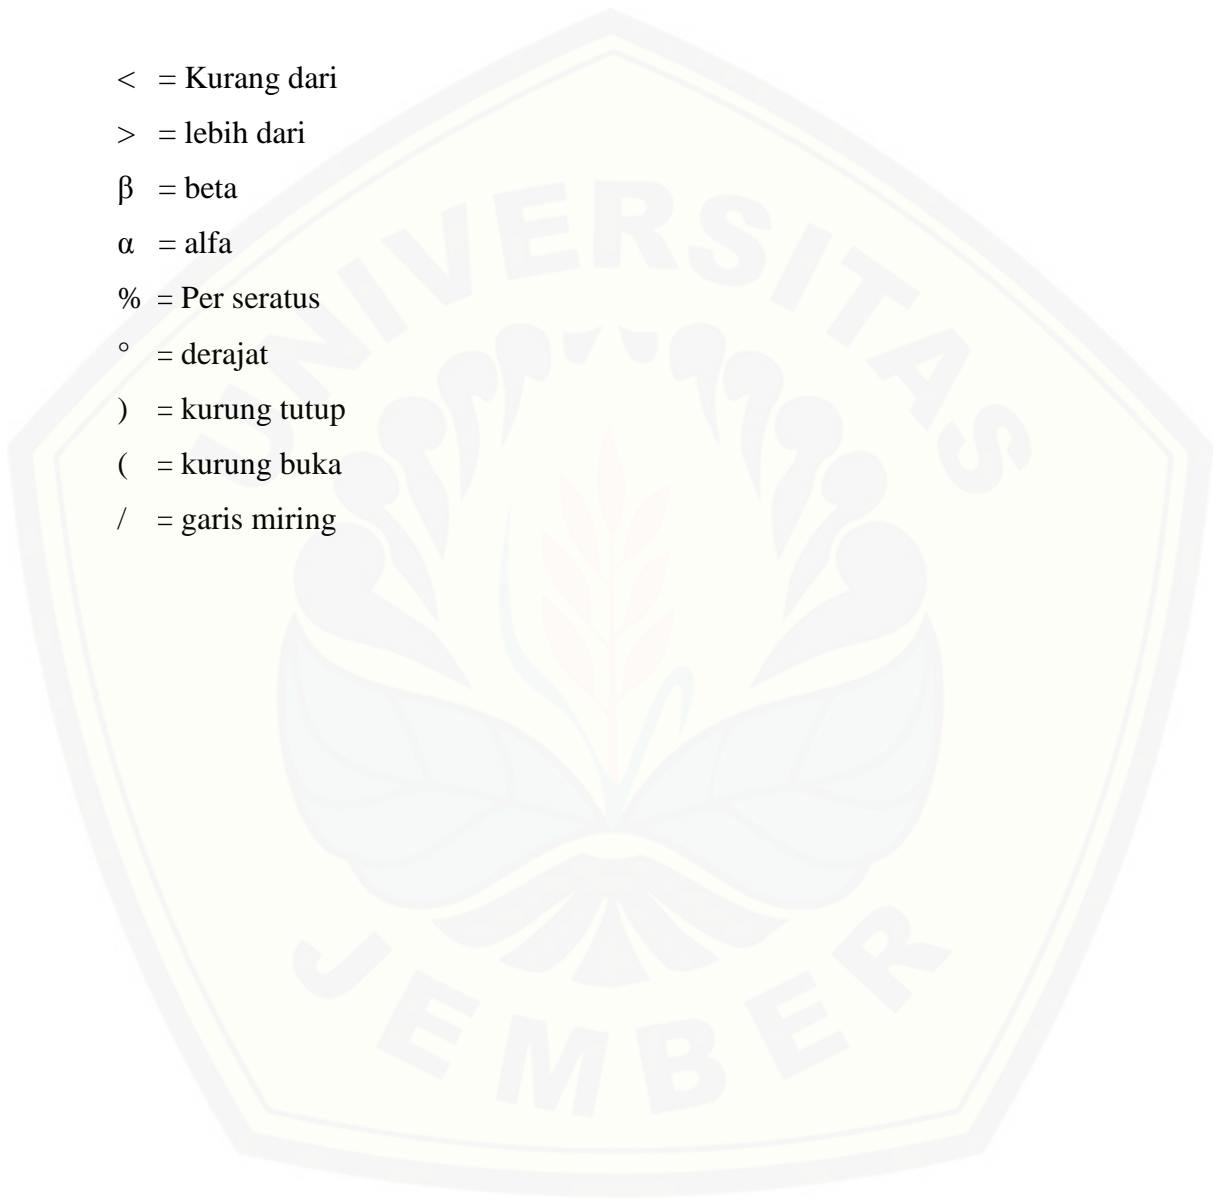 < = Kurang dari
> = lebih dari
β = beta
α = alfa
% = Per seratus
° = derajat
) = kurung tutup
( = kurung buka
/ = garis miring
UNIVERSITAS
JEMBER